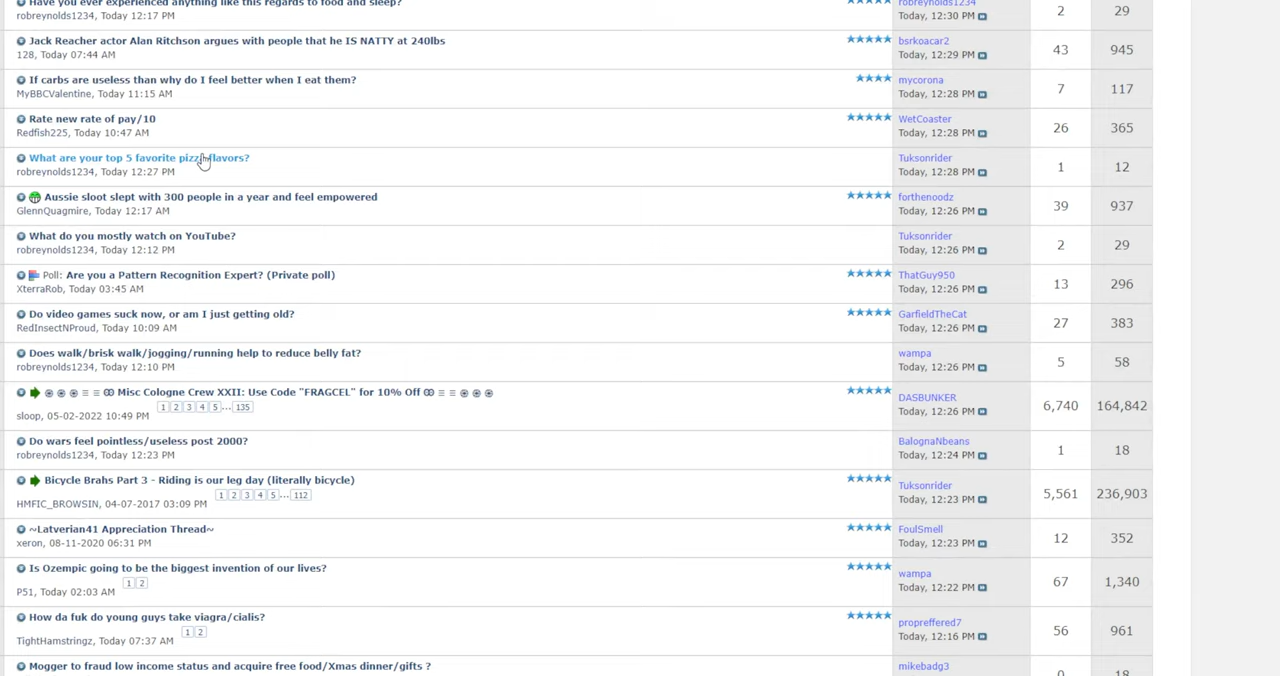 Have you ever experienced anything like this regards to food and sleep?
robreynolds1234, Today 12:17 PM
robreynolds1234
Today, 12:30 PM
2
29
Jack Reacher actor Alan Ritchson argues with people that he IS NATTY at 240lbs
128, Today 07:44 AM
bsrkoacar2
Today, 12:29 PM
43
945
If carbs are useless than why do I feel better when I eat them?
MyBBCValentine, Today 11:15 AM
mycorona
Today, 12:28 PM
7
117
Rate new rate of pay/10
Redfish225, Today 10:47 AM
WetCoaster
Today, 12:28 PM
26
365
What are your top 5 favorite pizza flavors?
robreynolds1234, Today 12:27 PM
Tuksonrider
Today, 12:28 PM
1
12
Aussie sloot slept with 300 people in a year and feel empowered
GlennQuagmire, Today 12:17 AM
forthenoodz
Today, 12:26 PM
39
937
What do you mostly watch on YouTube?
robreynolds1234, Today 12:12 PM
Tuksonrider
Today, 12:26 PM
2
29
Poll: Are you a Pattern Recognition Expert? (Private poll)
XterraRob, Today 03:45 AM
ThatGuy950
Today, 12:26 PM
13
296
Do video games suck now, or am I just getting old?
RedInsectNProud, Today 10:09 AM
GarfieldTheCat
Today, 12:26 PM
27
383
Does walk/brisk walk/jogging/running help to reduce belly fat?
robreynolds1234, Today 12:10 PM
wampa
Today, 12:26 PM
5
58
Misc Cologne Crew XXII: Use Code "FRAGCEL" for 10% Off
1 2 3 4 5 ... 135
sloop, 05-02-2022 10:49 PM
DASBUNKER
Today, 12:26 PM
6,740
164,842
Do wars feel pointless/useless post 2000?
robreynolds1234, Today 12:23 PM
BalognaNbeans
Today, 12:24 PM
1
18
Bicycle Brahs Part 3 - Riding is our leg day (literally bicycle)
1 2 3 4 5 ... 112
HMFIC_BROWSIN, 04-07-2017 03:09 PM
Tuksonrider
Today, 12:23 PM
5,561
236,903
~Latverian41 Appreciation Thread~
xeron, 08-11-2020 06:31 PM
FoulSmell
Today, 12:23 PM
12
352
Is Ozempic going to be the biggest invention of our lives?
1 2
P51, Today 02:03 AM
wampa
Today, 12:22 PM
67
1,340
How da fuk do young guys take viagra/cialis?
1 2
TightHamstringz, Today 07:37 AM
propreffered7
Today, 12:16 PM
56
961
Mogger to fraud low income status and acquire free food/Xmas dinner/gifts ?
mikebadg3
0
18